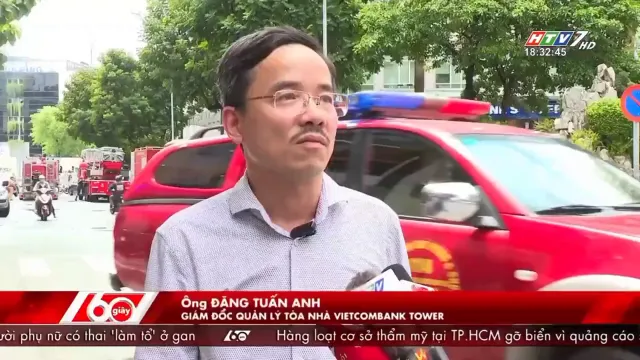 HTV7 HD
18:32:45
HTV
Ông ĐẶNG TUẤN ANH
GIÁM ĐỐC QUẢN LÝ TÒA NHÀ VIETCOMBANK TOWER
60 giây
ười phụ nữ có thai 'làm tổ' ở gan 60 Hàng loạt cơ sở thẩm mỹ tại TP.HCM gỡ biển vì quảng cáo